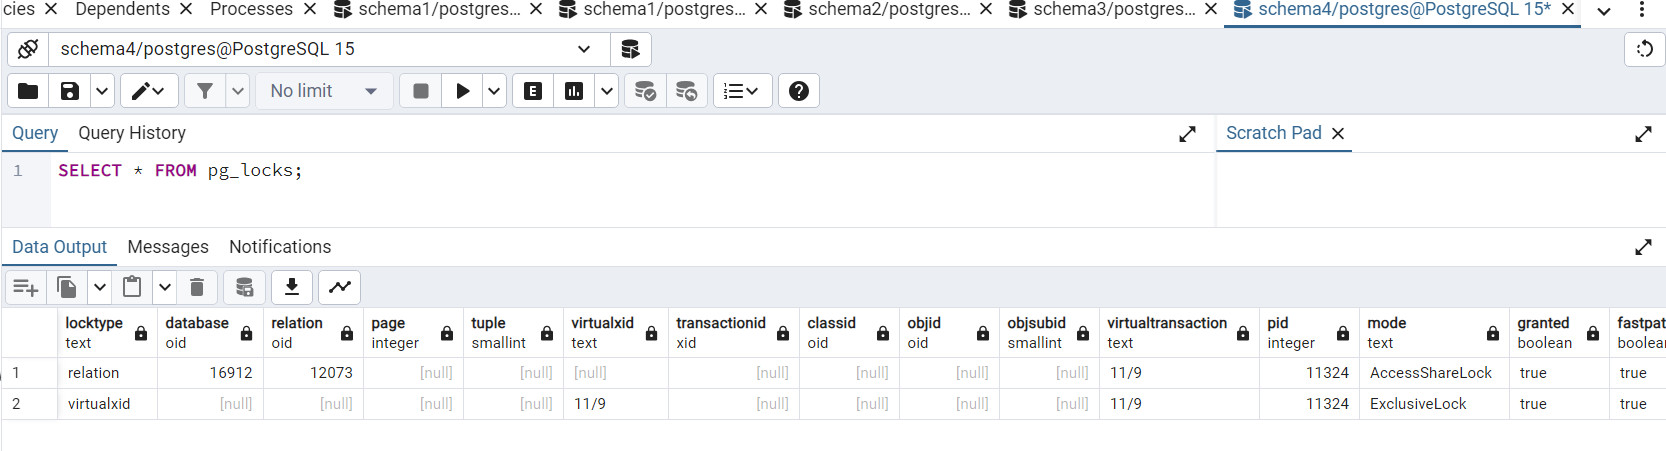 cies Dependents Processes schema1/postgres... schema1/postgres... schema2/postgres... schema3/postgres... schema4/postgres@PostgreSQL 15*
schema4/postgres@PostgreSQL 15
No limit E
Query Query History Scratch Pad
1 SELECT * FROM pg_locks;
Data Output Messages Notifications
locktype database relation page tuple virtualxid transactionid classid objid objsubid virtualtransaction pid mode granted fastpat
text oid oid integer smallint text xid oid oid smallint text integer text boolean boolea
1 relation 16912 12073 [null] [null] [null] [null] [null] [null] [null] 11/9 11324 AccessShareLock true true
2 virtualxid [null] [null] [null] [null] 11/9 [null] [null] [null] [null] 11/9 11324 ExclusiveLock true true